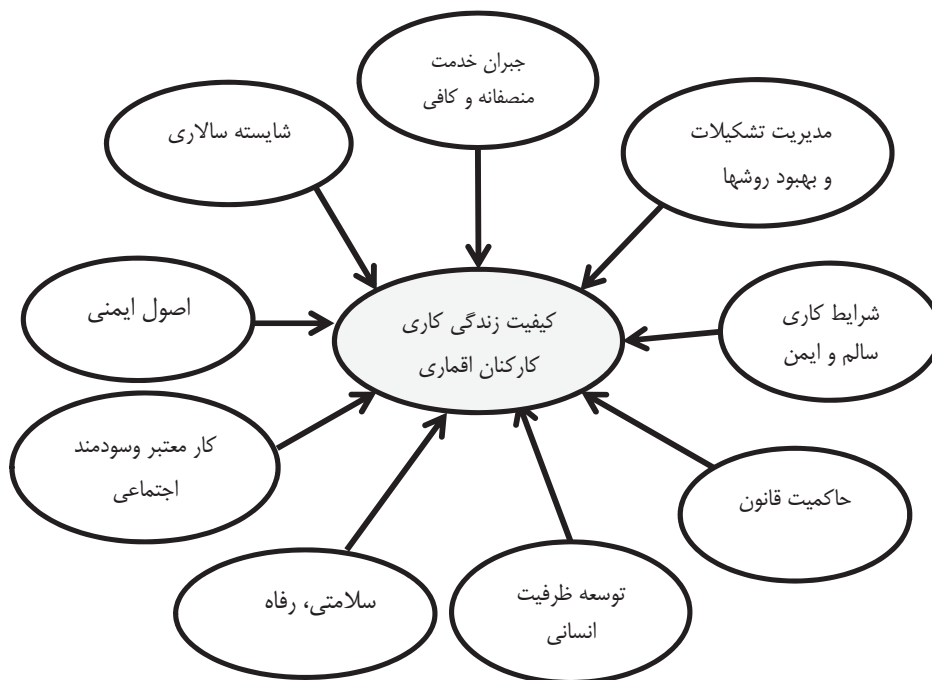 جبران خدمت
منصفانه و کافی
مدیریت تشکیلات
و بهبود روشها
شایسته سالاری
شرایط کاری
سالم و ایمن
اصول ایمنی
کیفیت زندگی کاری
کارکنان اقماری
کار معتبر وسودمند
اجتماعی
حاکمیت قانون
سلامتی، رفاه
توسعه ظرفیت
انسانی